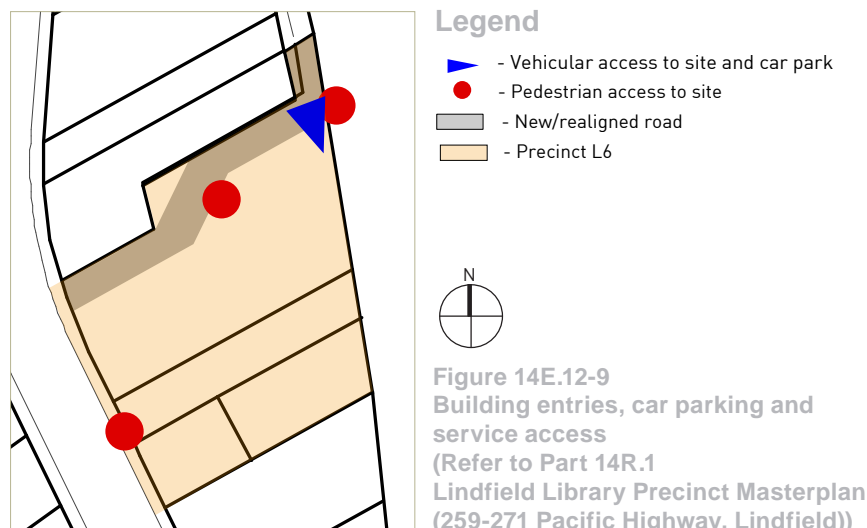 Legend
- Vehicular access to site and car park
- Pedestrian access to site
- New/realigned road
- Precinct L6
N
Figure 14E.12-9
Building entries, car parking and
service access
(Refer to Part 14R.1
Lindfield Library Precinct Masterplan
(259-271 Pacific Highway, Lindfield))